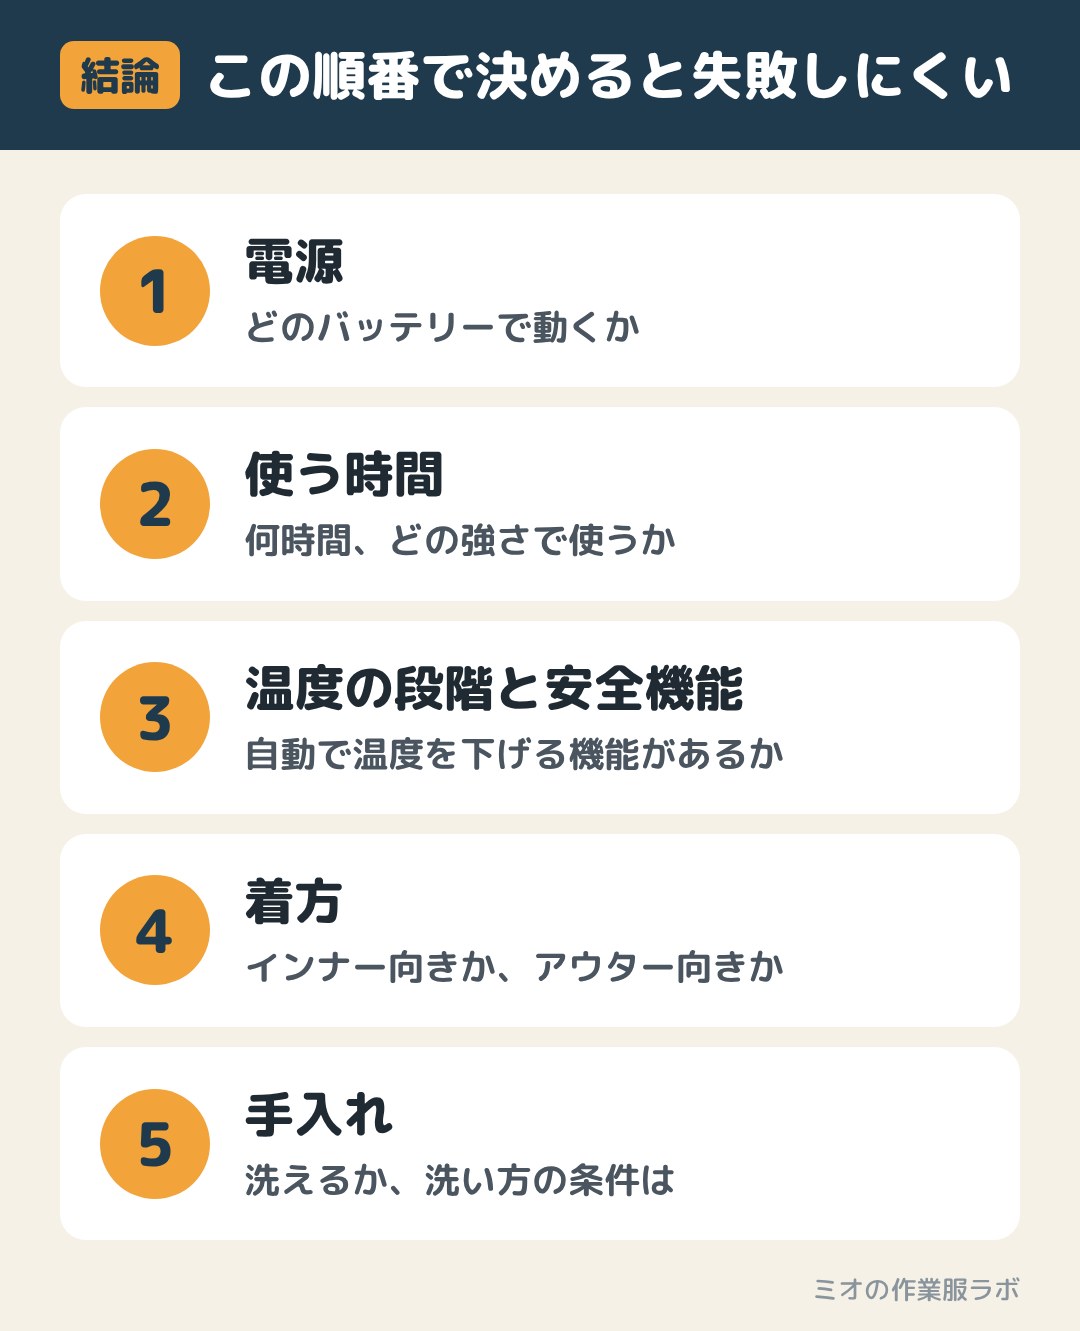 結論 この順番で決めると失敗しにくい
1
電源
どのバッテリーで動くか
2
使う時間
何時間、どの強さで使うか
3
温度の段階と安全機能
自動で温度を下げる機能があるか
4
着方
インナー向きか、アウター向きか
5
手入れ
洗えるか、洗い方の条件は
ミオの作業服ラボ